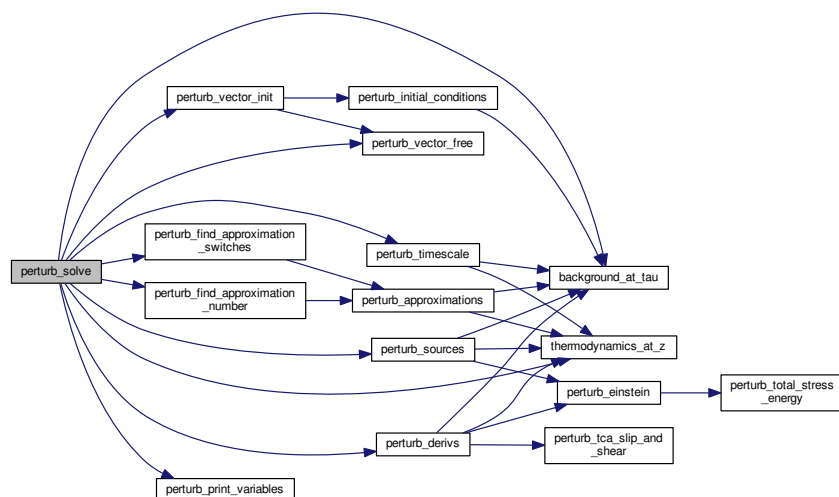 perturb_vector_init
perturb_initial_conditions
perturb_vector_free
perturb_find_approximation
_switches
perturb_timescale
perturb_solve
background_at_tau
perturb_find_approximation
_number
perturb_approximations
perturb_sources
thermodynamics_at_z
perturb_einstein
perturb_total_stress
_energy
perturb_derivs
perturb_tca_slip_and
_shear
perturb_print_variables